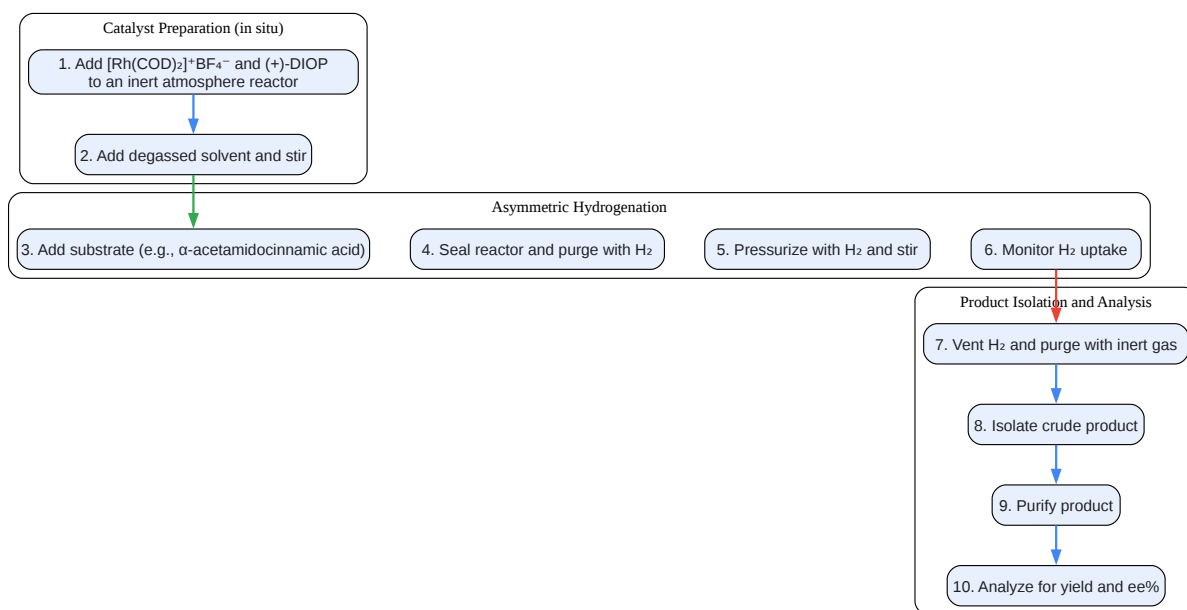 Catalyst Preparation (in situ)
1. Add [Rh(COD)₂]⁺BF₄⁻ and (+)-DIOP
to an inert atmosphere reactor
2. Add degassed solvent and stir
Asymmetric Hydrogenation
3. Add substrate (e.g., α-acetamidocinnamic acid)
4. Seal reactor and purge with H₂
5. Pressurize with H₂ and stir
6. Monitor H₂ uptake
Product Isolation and Analysis
7. Vent H₂ and purge with inert gas
8. Isolate crude product
9. Purify product
10. Analyze for yield and ee%